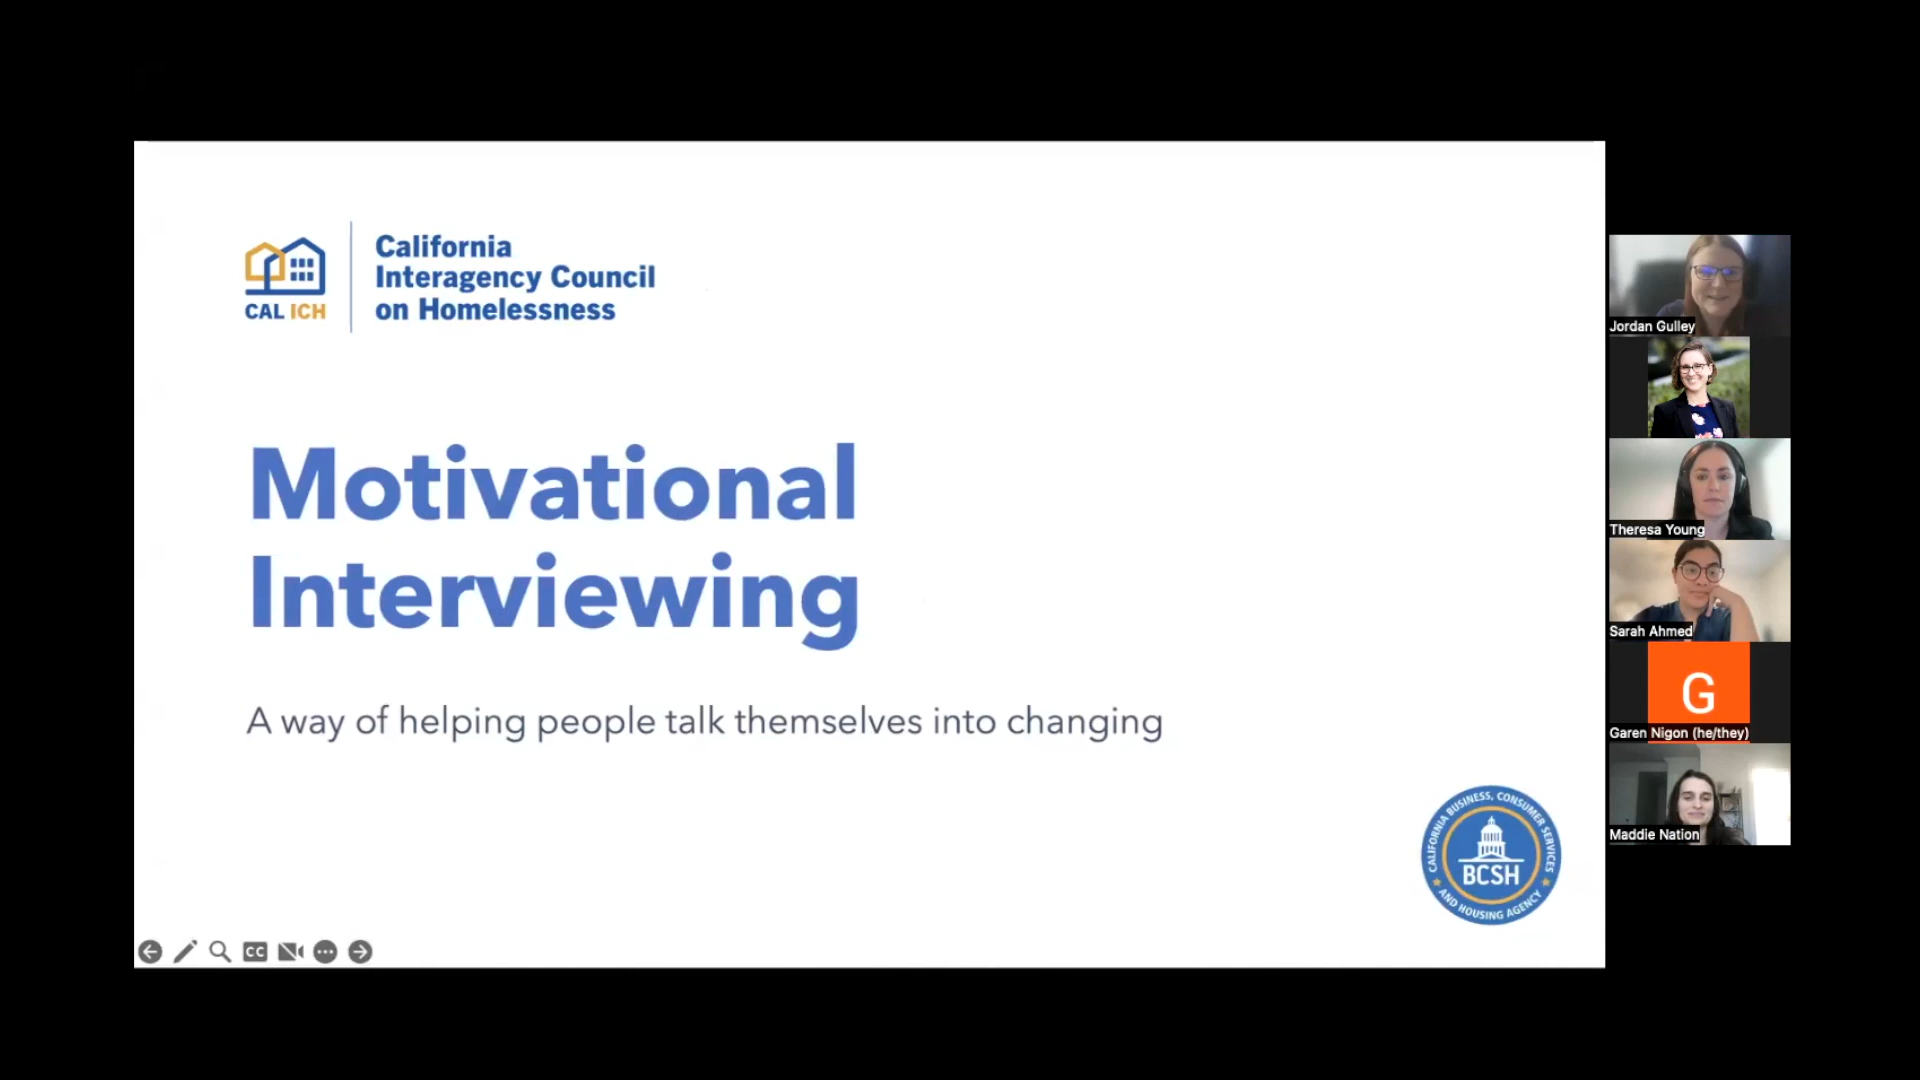 CAL ICH
California
Interagency Council
on Homelessness
Motivational
Interviewing
A way of helping people talk themselves into changing
CALIFORNIA BUSINESS, CONSUMER SERVICES
AND HOUSING AGENCY
BCSH
CC
Jordan Gulley
Theresa Young
Sarah Ahmed
G
Garen Nigon (he/they)
Maddie Nation